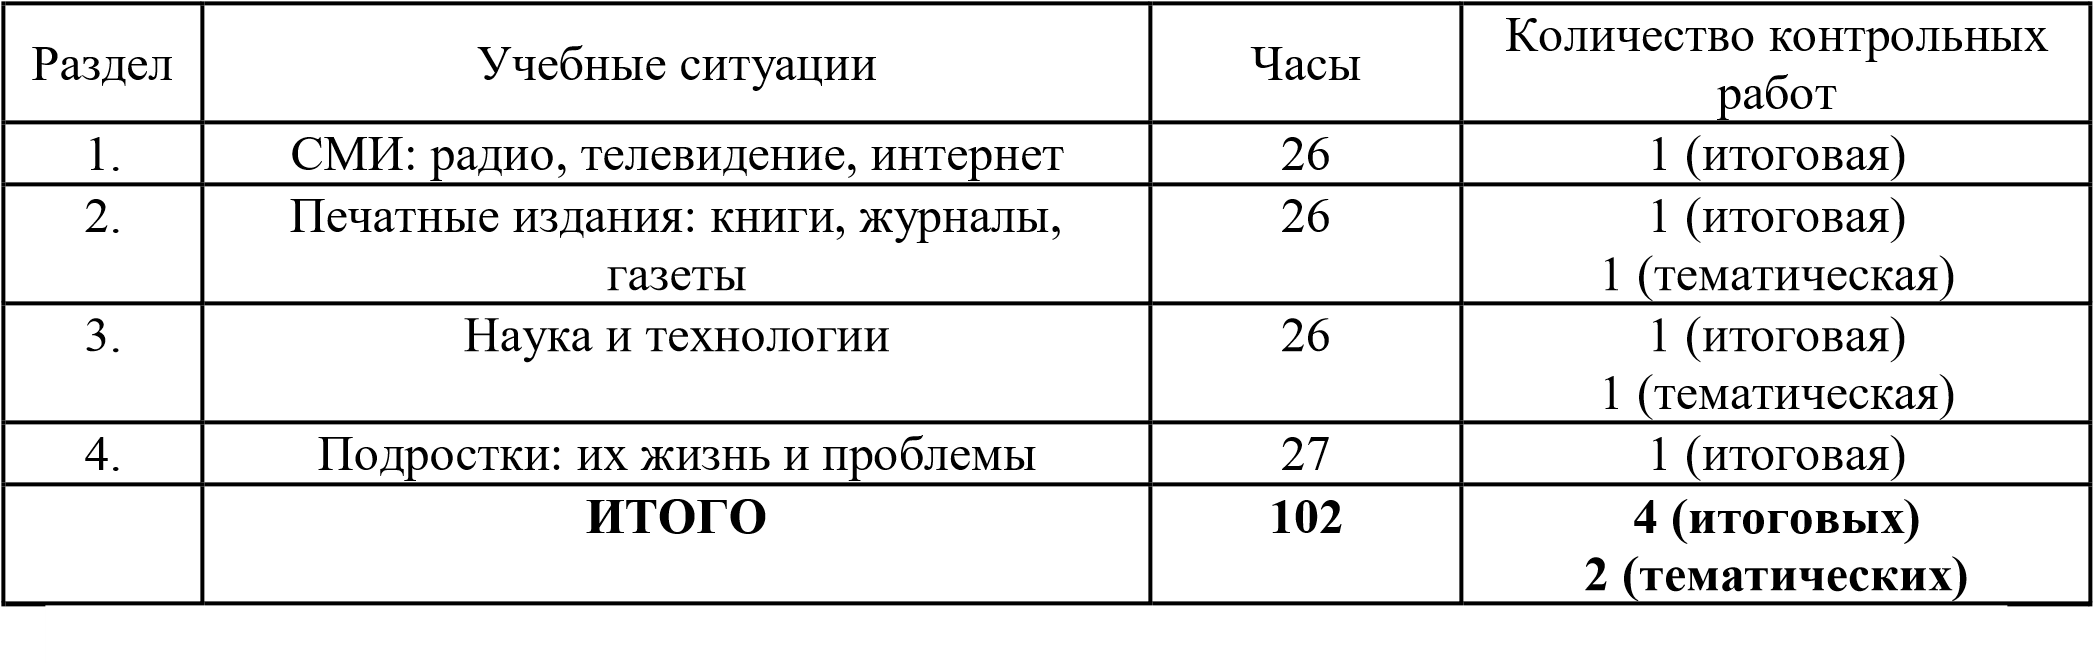 Раздел
Учебные ситуации
Часы
Количество контрольных
работ
1.
СМИ: радио, телевидение, интернет
26
1 (итоговая)
2.
Печатные издания: книги, журналы,
газеты
26
1 (итоговая)
1 (тематическая)
3.
Наука и технологии
26
1 (итоговая)
1 (тематическая)
4.
Подростки: их жизнь и проблемы
27
1 (итоговая)
ИТОГО
102
4 (итоговых)
2 (тематических)